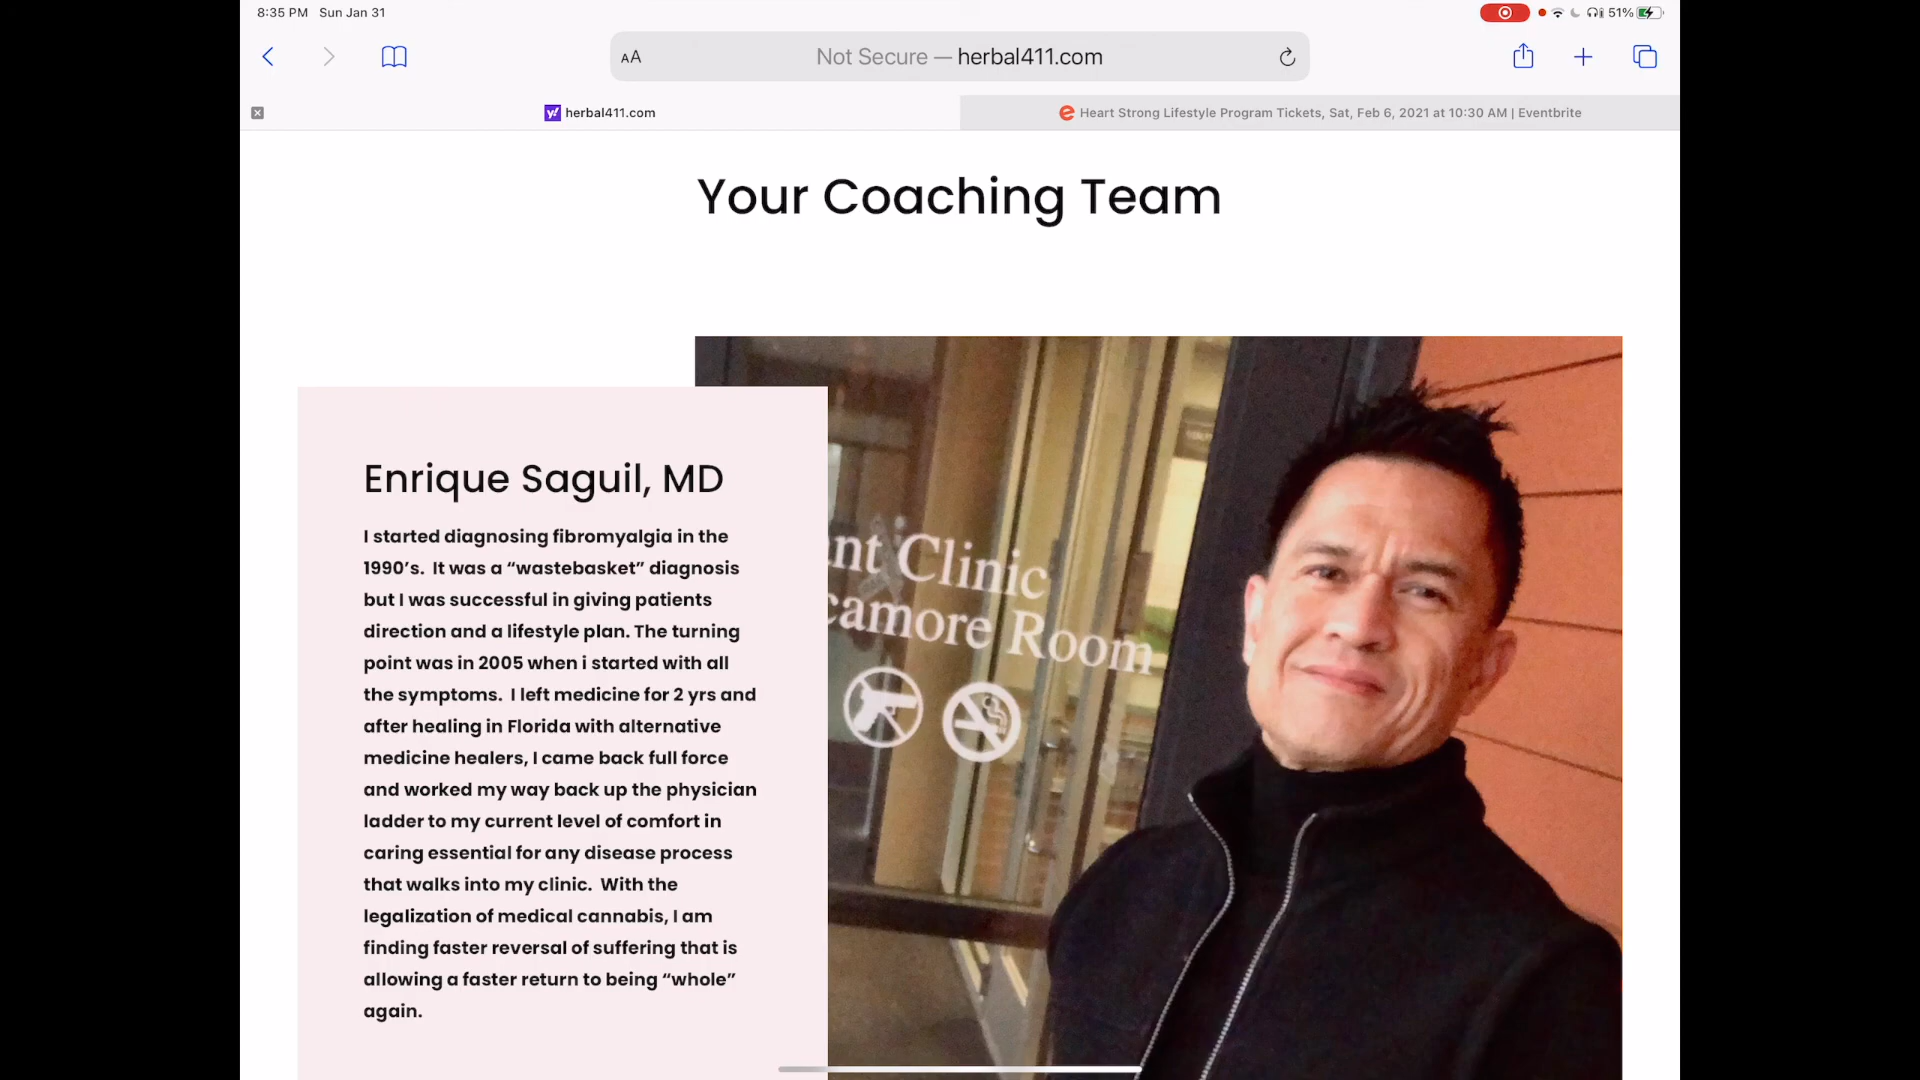 8:35 PM Sun Jan 31
51%
AA
Not Secure — herbal411.com
herbal411.com
Heart Strong Lifestyle Program Tickets, Sat, Feb 6, 2021 at 10:30 AM | Eventbrite
Your Coaching Team
Enrique Saguil, MD
I started diagnosing fibromyalgia in the
1990’s.  It was a “wastebasket” diagnosis
but I was successful in giving patients
direction and a lifestyle plan. The turning
point was in 2005 when i started with all
the symptoms.  I left medicine for 2 yrs and
after healing in Florida with alternative
medicine healers, I came back full force
and worked my way back up the physician
ladder to my current level of comfort in
caring essential for any disease process
that walks into my clinic.  With the
legalization of medical cannabis, I am
finding faster reversal of suffering that is
allowing a faster return to being “whole”
again.
nt Clinic
camore Room